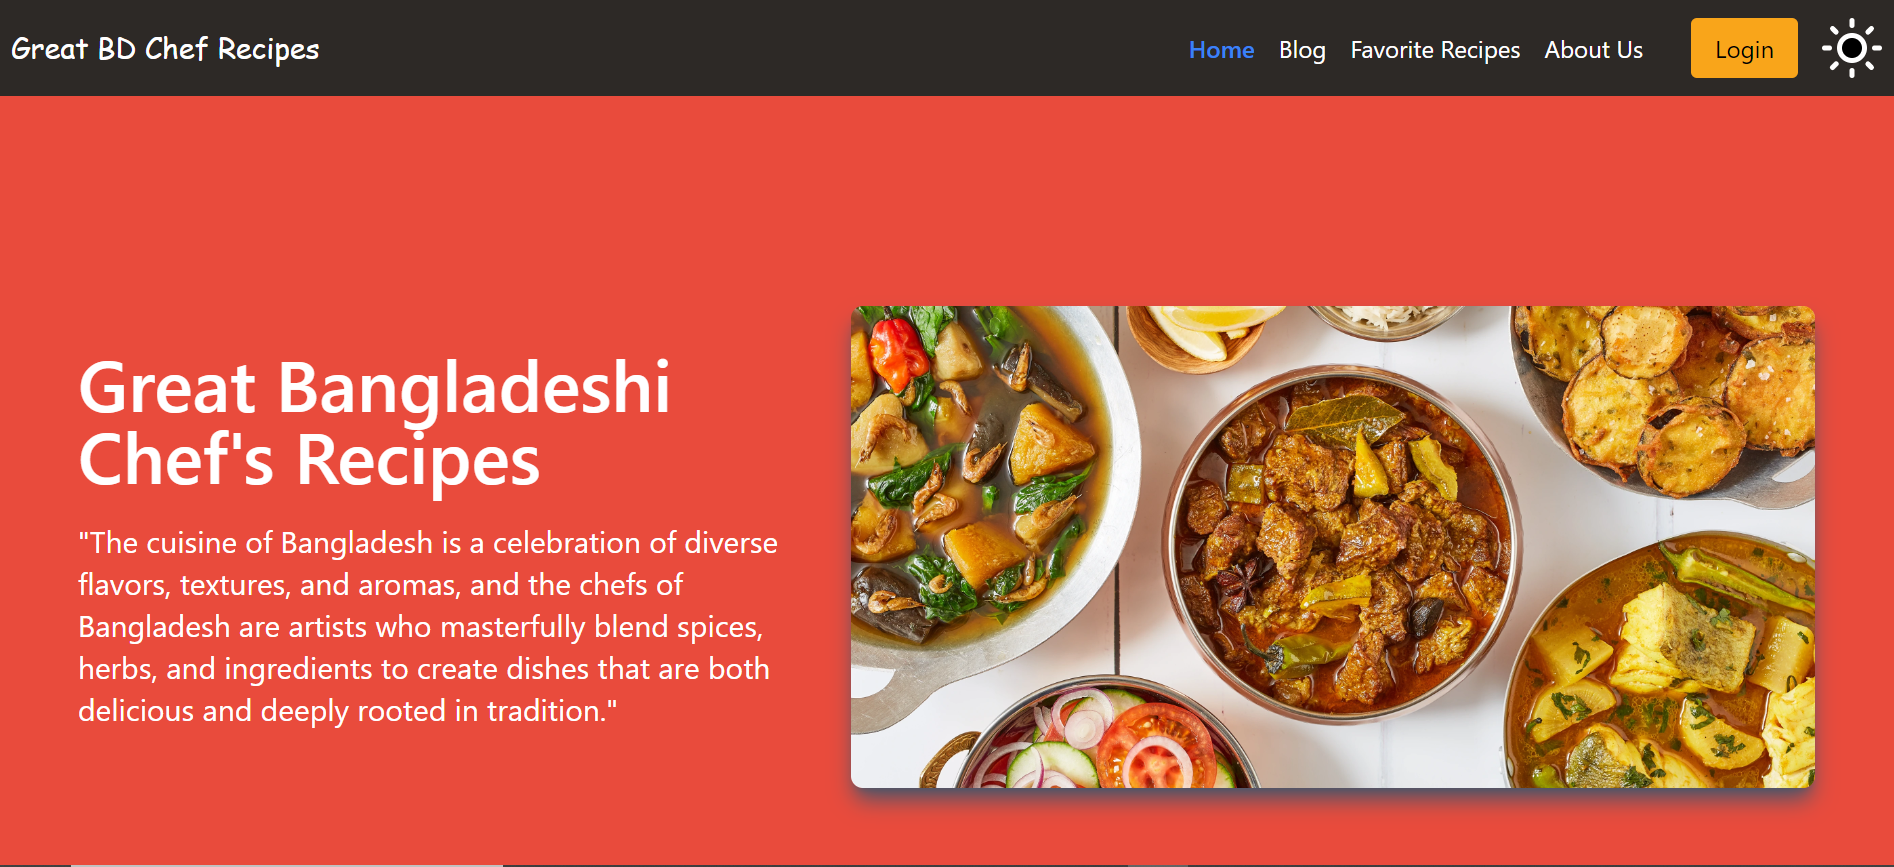 Great BD Chef Recipes
Home Blog Favorite Recipes About Us Login
Great Bangladeshi
Chef's Recipes
"The cuisine of Bangladesh is a celebration of diverse
flavors, textures, and aromas, and the chefs of
Bangladesh are artists who masterfully blend spices,
herbs, and ingredients to create dishes that are both
delicious and deeply rooted in tradition."